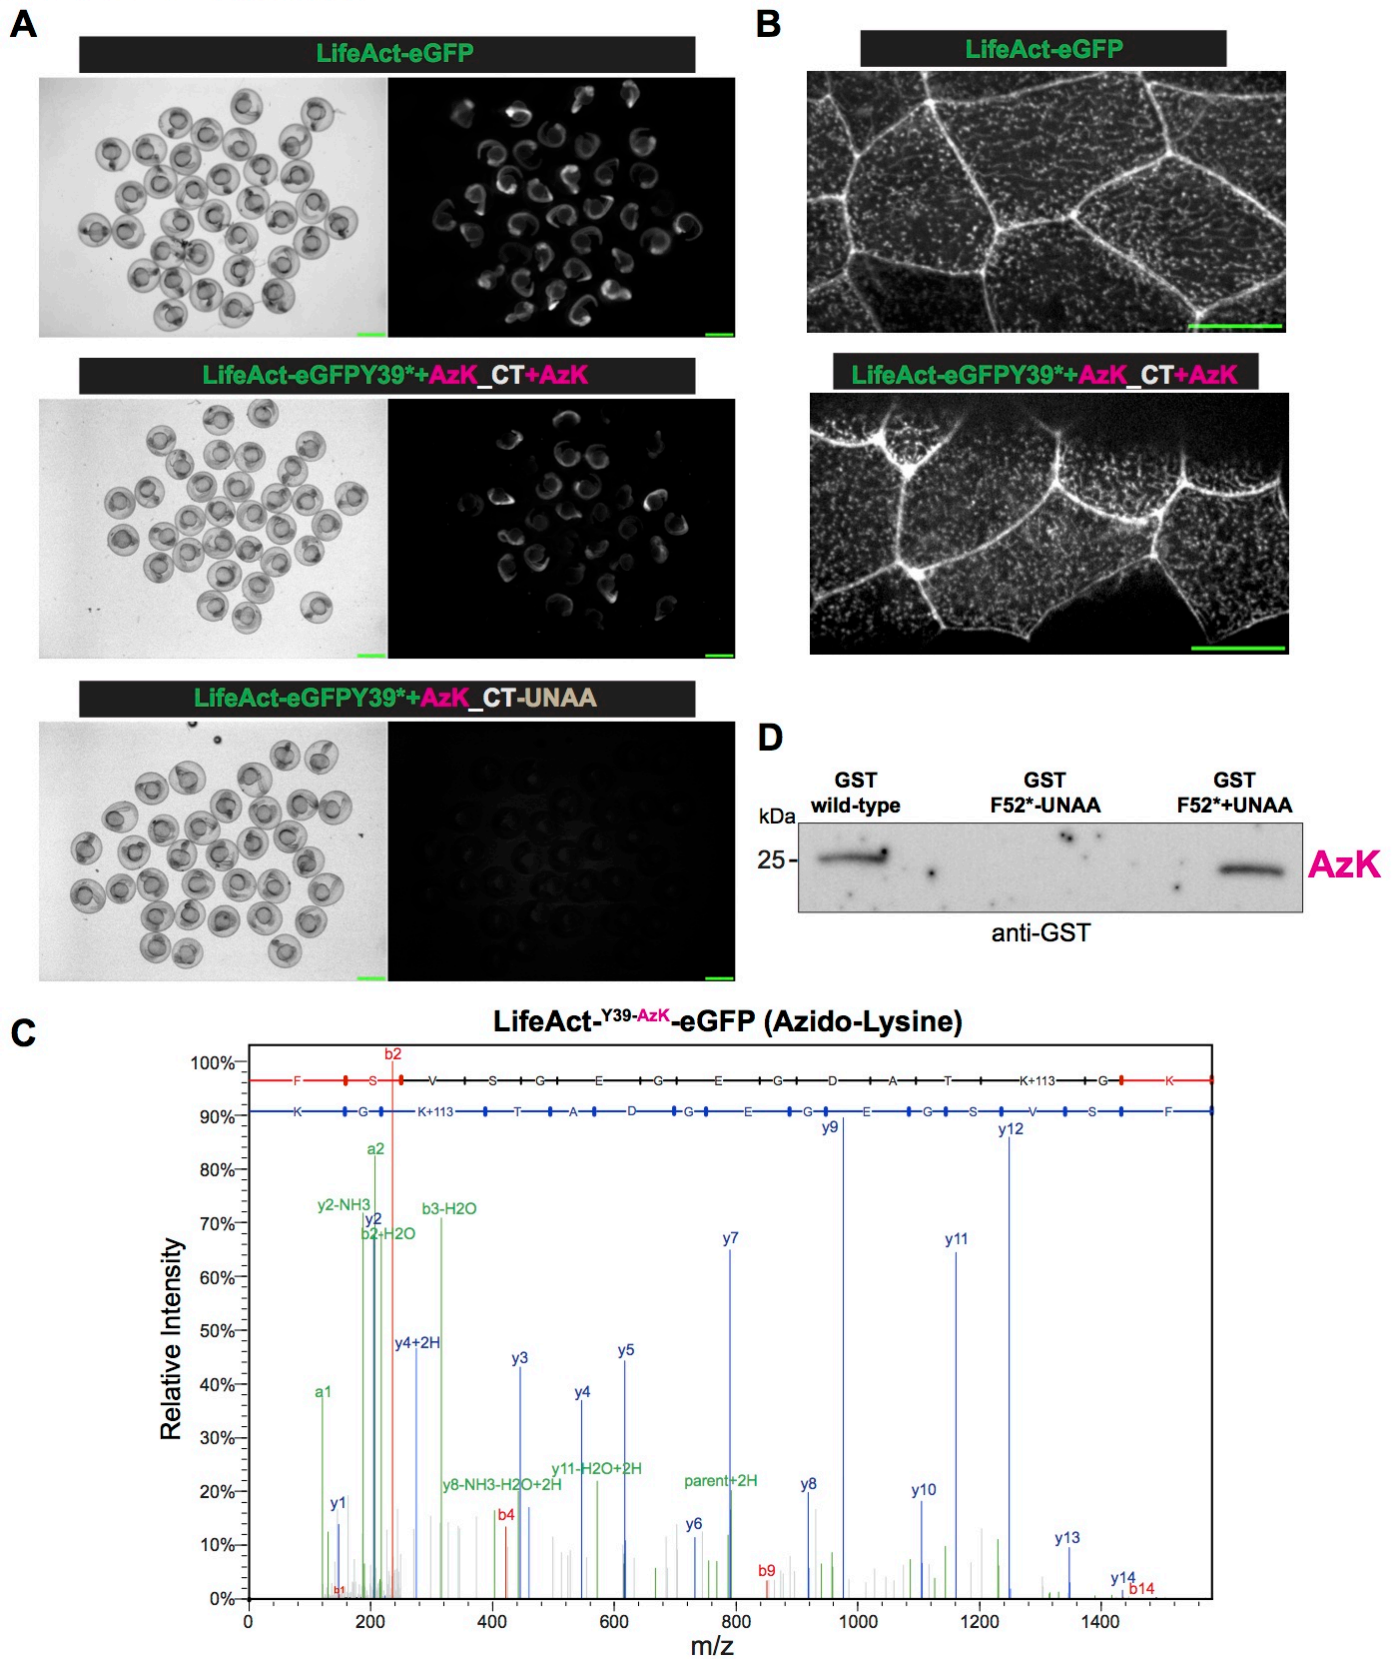 A
LifeAct-eGFP
LifeAct-eGFPY39*+AzK_CT+AzK
LifeAct-eGFPY39*+AzK_CT-UNAA
B
LifeAct-eGFP
LifeAct-eGFPY39*+AzK_CT+AzK
D
GST
wild-type
GST
F52*-UNAA
GST
F52*+UNAA
kDa
25-
AzK
anti-GST
C
LifeAct-Y39-AzK-eGFP (Azido-Lysine)
b2
100%
F S V S G E G E G D A T K+113 G K
K G K+113 T A D G E G E G S V S F
90%
y9
y12
a2
80%
y2-NH3
b3-H2O
y2
70%
b2-H2O
y7
y11
60%
50%
y4+2H
y5
y3
40%
a1
y4
30%
y11-H2O+2H
y8-NH3-H2O+2H
parent+2H
20%
y1
y8
y10
b4
y6
10%
y13
b9
y14
b1
b14
0%
Relative Intensity
0 200 400 600 800 1000 1200 1400
m/z